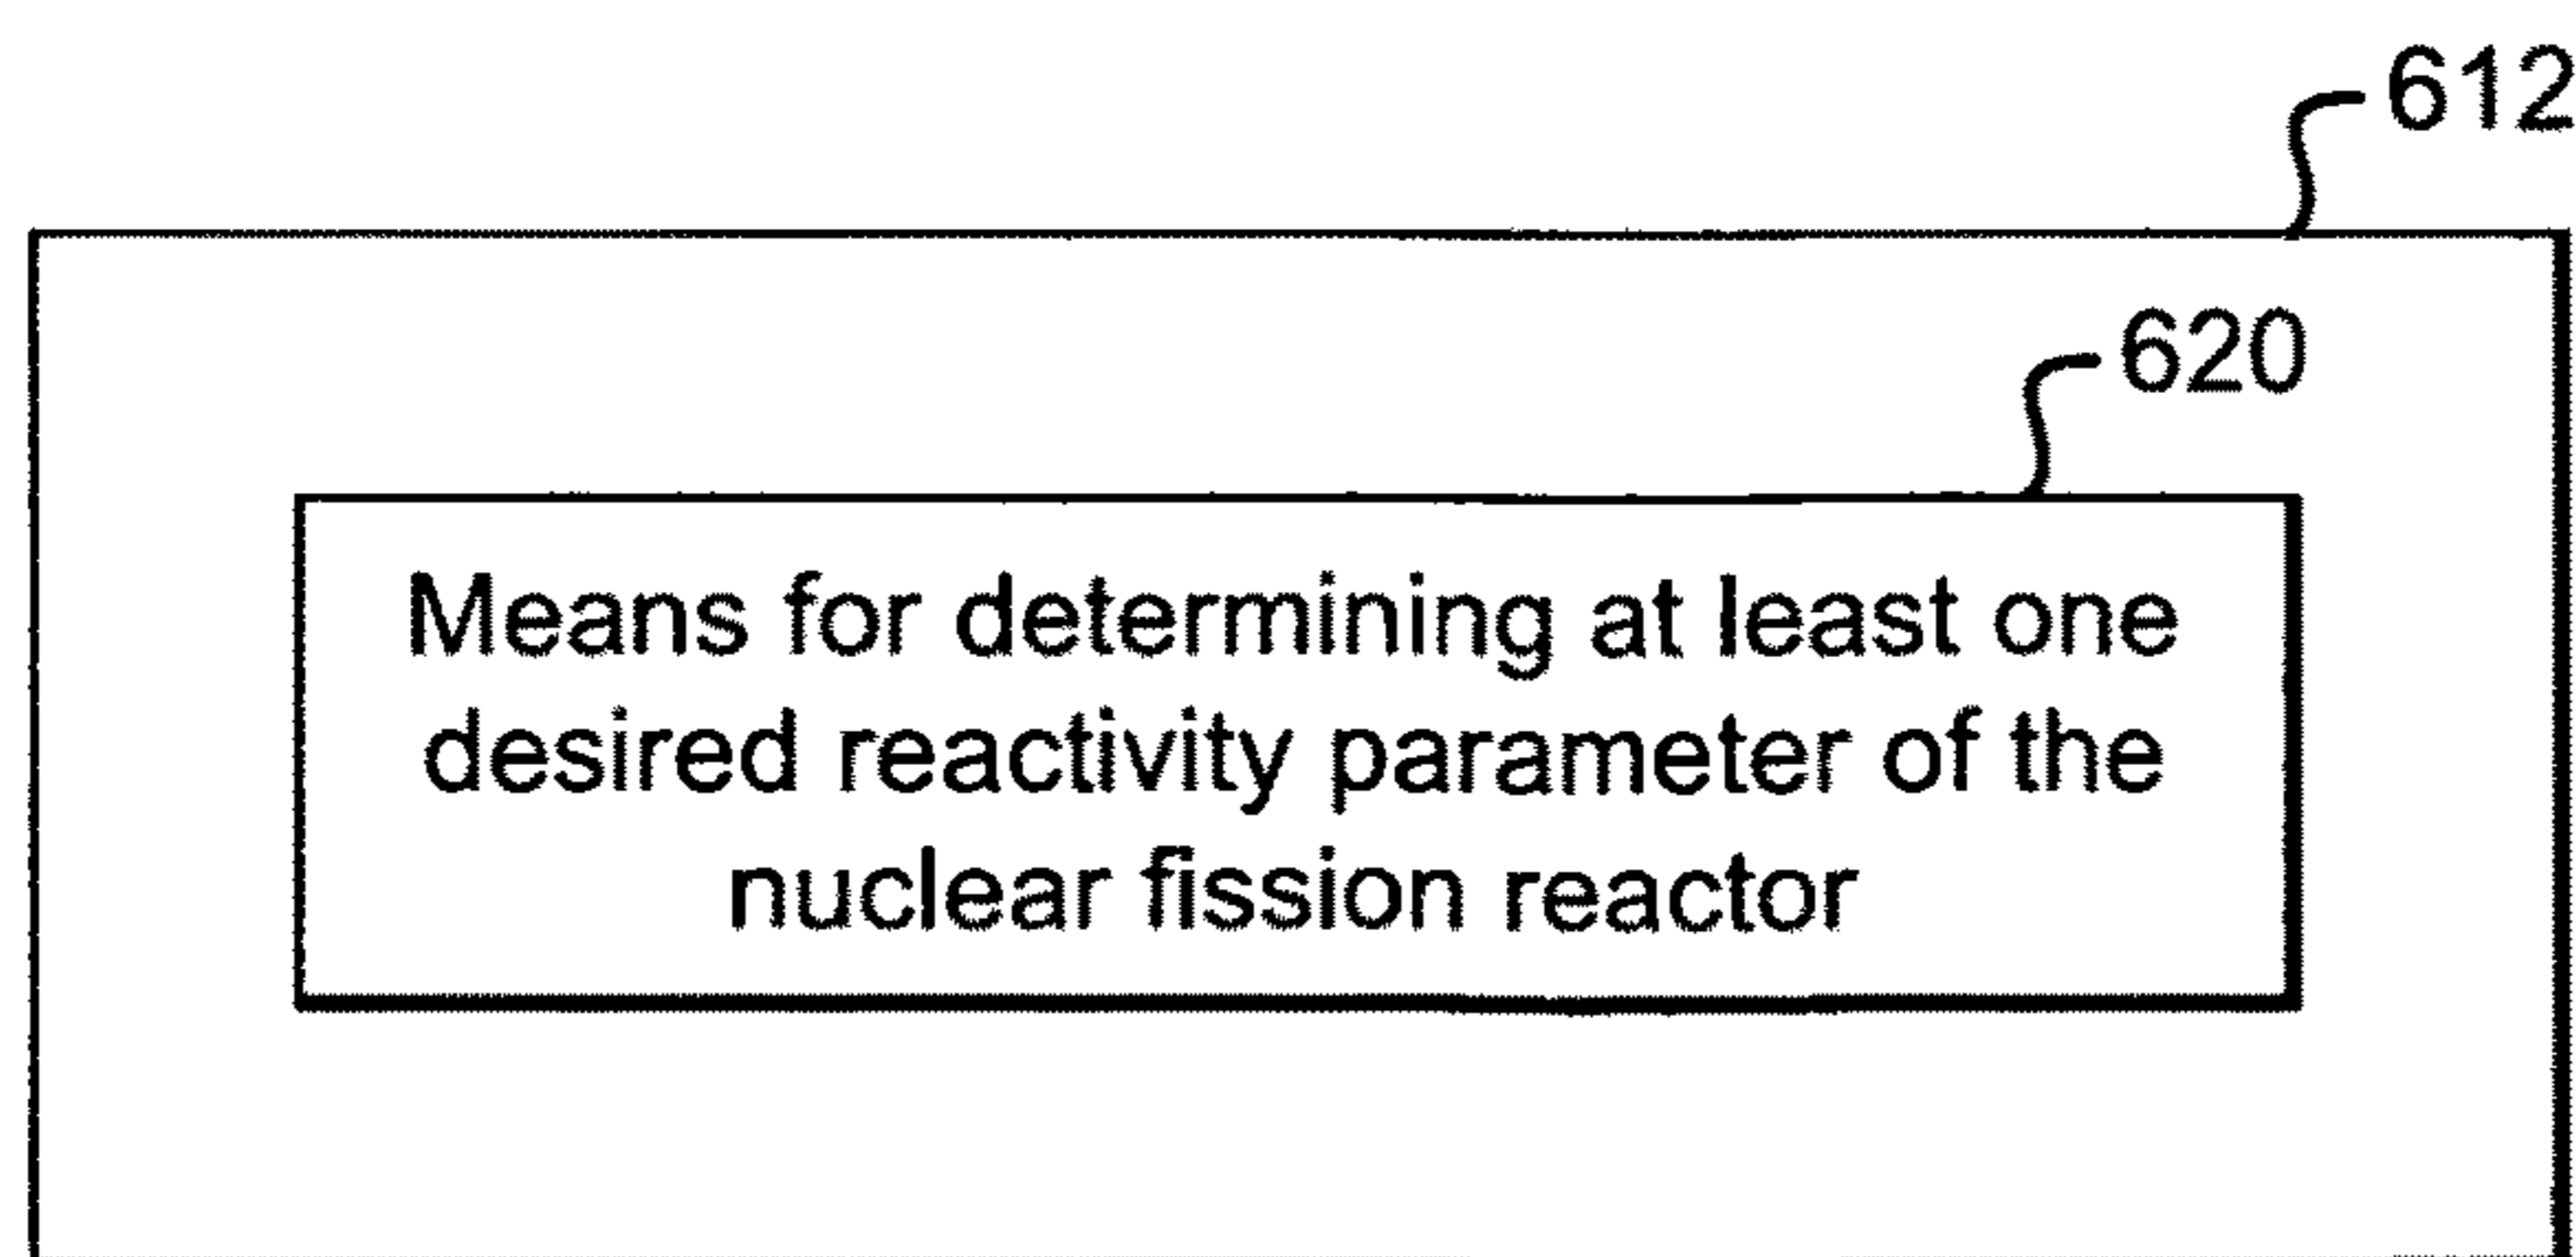 612
620
Means for determining at least one
desired reactivity parameter of the
nuclear fission reactor